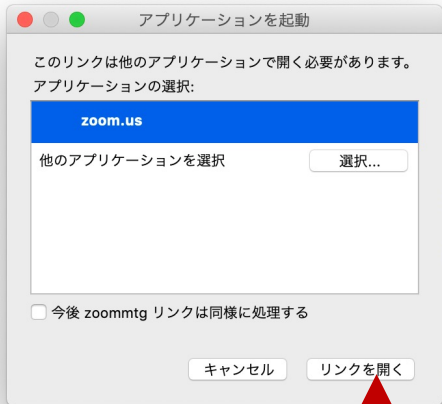 アプリケーションを起動
このリンクは他のアプリケーションで開く必要があります。
アプリケーションの選択:
zoom.us
他のアプリケーションを選択
選択...
今後 zoommtg リンクは同様に処理する
キャンセル
リンクを開く